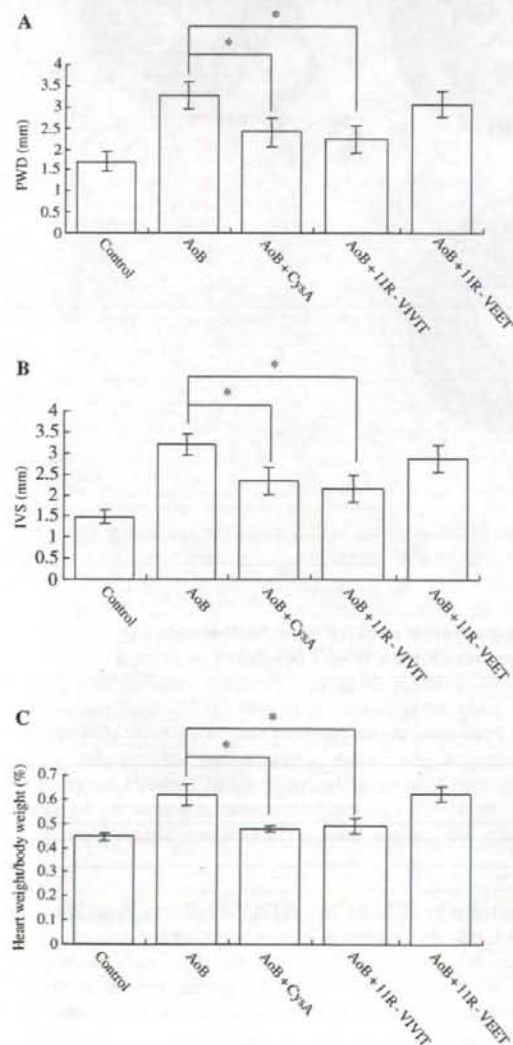 A
*
*
4
3.5
3
2.5
2
1.5
1
0.5
0
PWD (mm)
Control
AoB
AoB + CysA
AoB + 11R - VIVIT
AoB + 11R - VEET
B
*
*
4
3.5
3
2.5
2
1.5
1
0.5
0
IVS (mm)
Control
AoB
AoB + CysA
AoB + 11R - VIVIT
AoB + 11R - VEET
C
*
*
0.7
0.6
0.5
0.4
0.3
0.2
0.1
0
Heart weight/body weight (%)
Control
AoB
AoB + CysA
AoB + 11R - VIVIT
AoB + 11R - VEET